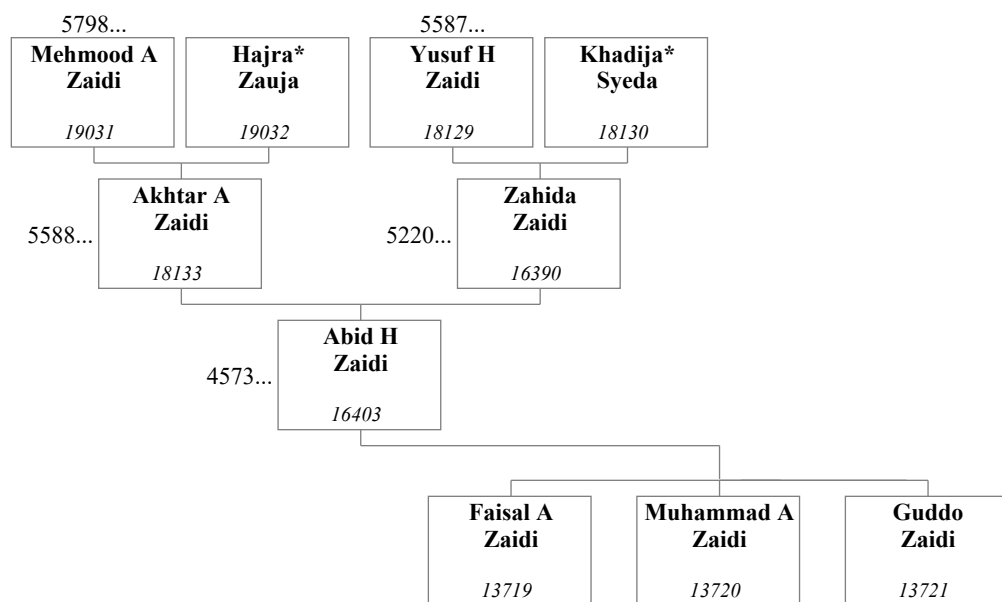 5798...
5587...
Mehmood A
Zaidi
19031
Hajra*
Zauja
19032
Yusuf H
Zaidi
18129
Khadija*
Syeda
18130
5588...
Akhtar A
Zaidi
18133
5220...
Zahida
Zaidi
16390
4573...
Abid H
Zaidi
16403
Faisal A
Zaidi
13719
Muhammad A
Zaidi
13720
Guddo
Zaidi
13721